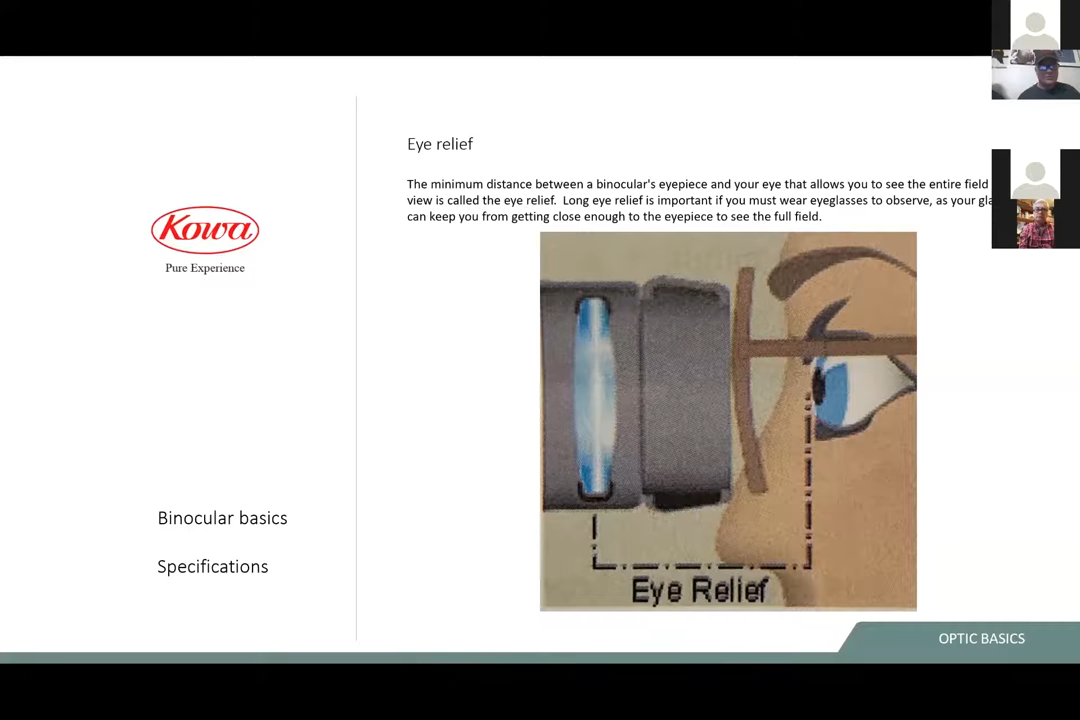 Eye relief
The minimum distance between a binocular's eyepiece and your eye that allows you to see the entire field
view is called the eye relief.  Long eye relief is important if you must wear eyeglasses to observe, as your
can keep you from getting close enough to the eyepiece to see the full field.
Kowa
Pure Experience
Binocular basics
Specifications
Eye Relief
OPTIC BASICS